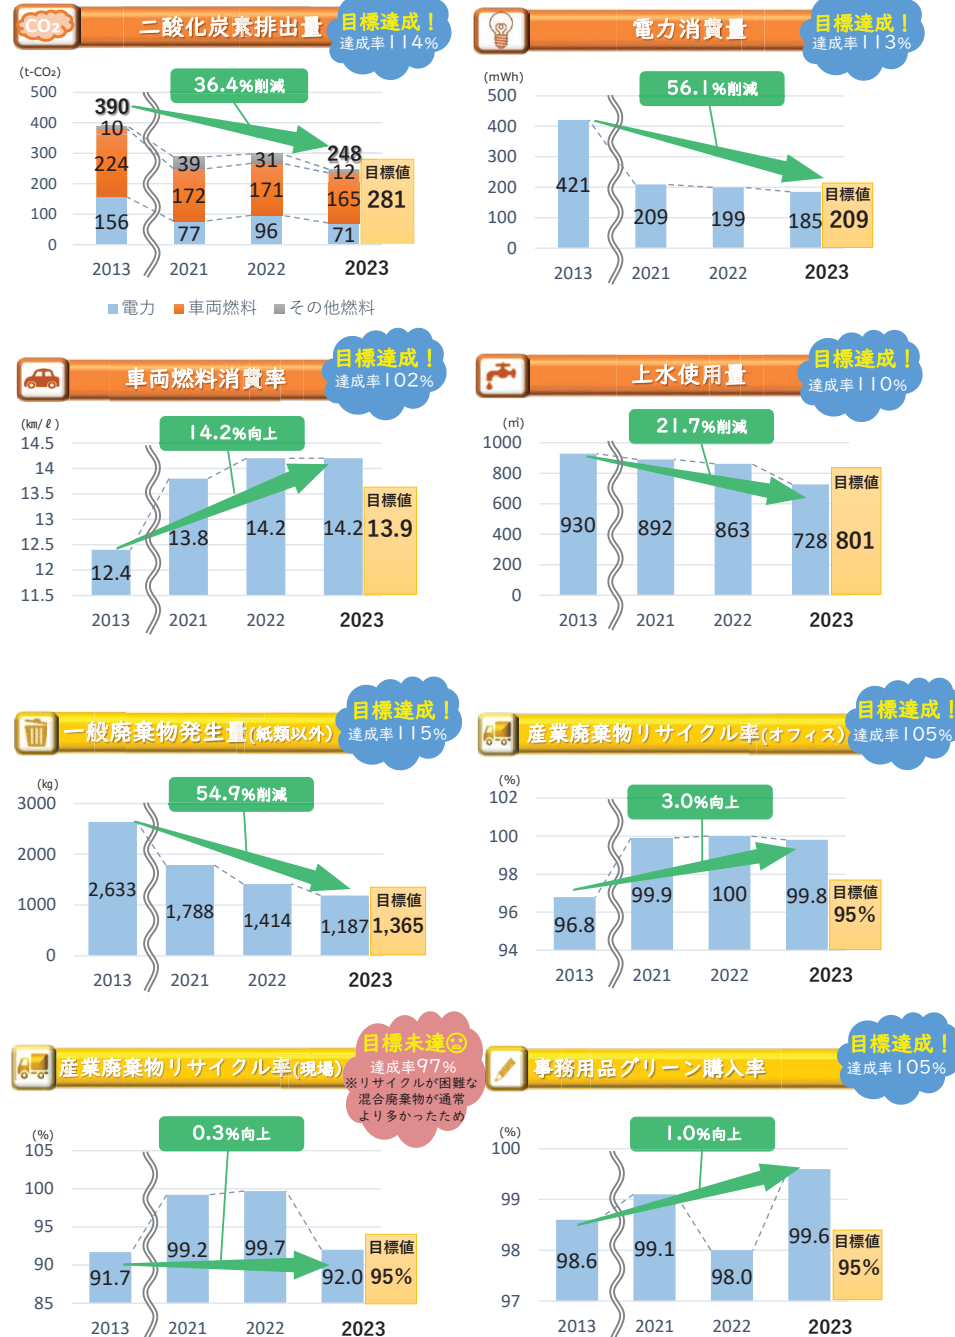 CO₂
二酸化炭素排出量
目標達成！
達成率114%
(t-CO₂)
36.4%削減
500
400
300
200
100
0
390
10
224
156
39
172
77
31
171
96
248
12
165
71
目標値
281
2013
2021
2022
2023
電力
車両燃料
その他燃料
電力消費量
目標達成！
達成率113%
(mWh)
56.1%削減
500
400
300
200
100
0
421
209
199
185
目標値
209
2013
2021
2022
2023
車両燃料消費率
目標達成！
達成率102%
(㎞/ℓ)
14.2%向上
14.5
14
13.5
13
12.5
12
11.5
12.4
13.8
14.2
14.2
目標値
13.9
2013
2021
2022
2023
上水使用量
目標達成！
達成率110%
(㎥)
21.7%削減
1000
800
600
400
200
0
930
892
863
728
目標値
801
2013
2021
2022
2023
一般廃棄物発生量(紙類以外)
目標達成！
達成率115%
(㎏)
54.9%削減
3000
2000
1000
0
2,633
1,788
1,414
1,187
目標値
1,365
2013
2021
2022
2023
産業廃棄物リサイクル率(オフィス)
目標達成！
達成率105%
(%)
3.0%向上
102
100
98
96
94
96.8
99.9
100
99.8
目標値
95%
2013
2021
2022
2023
産業廃棄物リサイクル率(現場)
目標未達😧
達成率97%
※リサイクルが困難な
混合廃棄物が通常
より多かったため
(%)
0.3%向上
105
100
95
90
85
91.7
99.2
99.7
92.0
目標値
95%
2013
2021
2022
2023
事務用品グリーン購入率
目標達成！
達成率105%
(%)
1.0%向上
100
99
98
97
98.6
99.1
98.0
99.6
目標値
95%
2013
2021
2022
2023